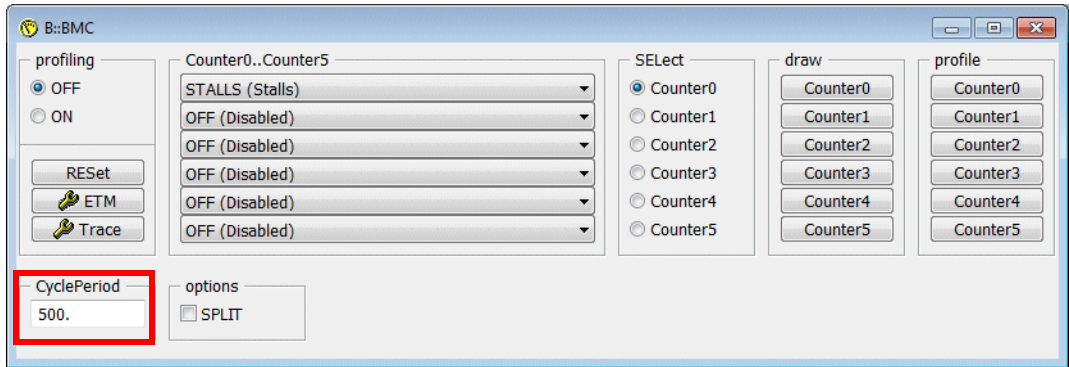 B::BMC
profiling
OFF
ON
RESet
ETM
Trace
Counter0..Counter5
STALLS (Stalls)
OFF (Disabled)
OFF (Disabled)
OFF (Disabled)
OFF (Disabled)
OFF (Disabled)
SELect
Counter0
Counter1
Counter2
Counter3
Counter4
Counter5
draw
Counter0
Counter1
Counter2
Counter3
Counter4
Counter5
profile
Counter0
Counter1
Counter2
Counter3
Counter4
Counter5
CyclePeriod
500.
options
SPLIT